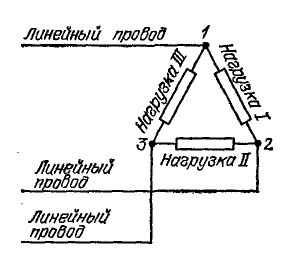 Линейный провод
1
Нагрузка III
Нагрузка I
3
2
Нагрузка II
Линейный
провод
Линейный
провод